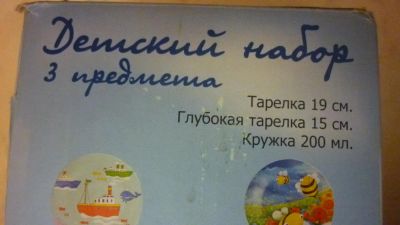 Детский набор
3 предмета
Тарелка 19 см.
Глубокая тарелка 15 см.
Кружка 200 мл.